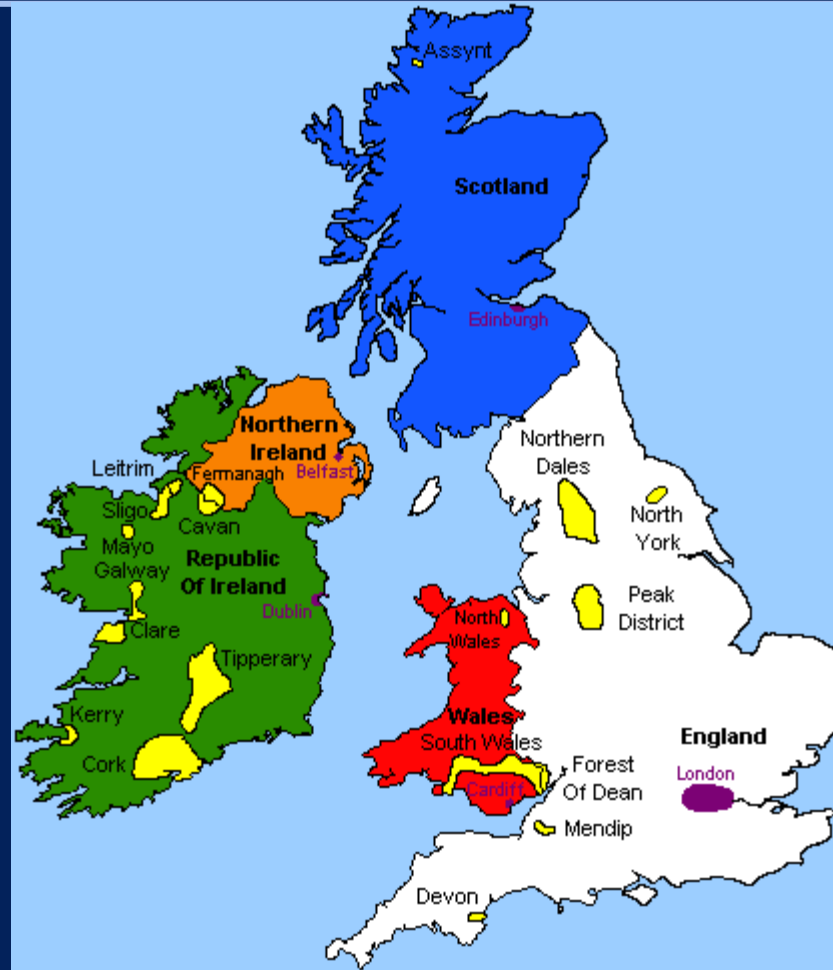 Assynt
Scotland
Edinburgh
Northern
Ireland
Belfast
Fermanagh
Leitrim
Sligo
Cavan
Mayo
Galway
Republic
Of Ireland
Dublin
Clare
Tipperary
Kerry
Cork
Northern
Dales
North
York
Peak
District
North
Wales
Wales
South Wales
Cardiff
England
London
Forest
Of Dean
Mendip
Devon